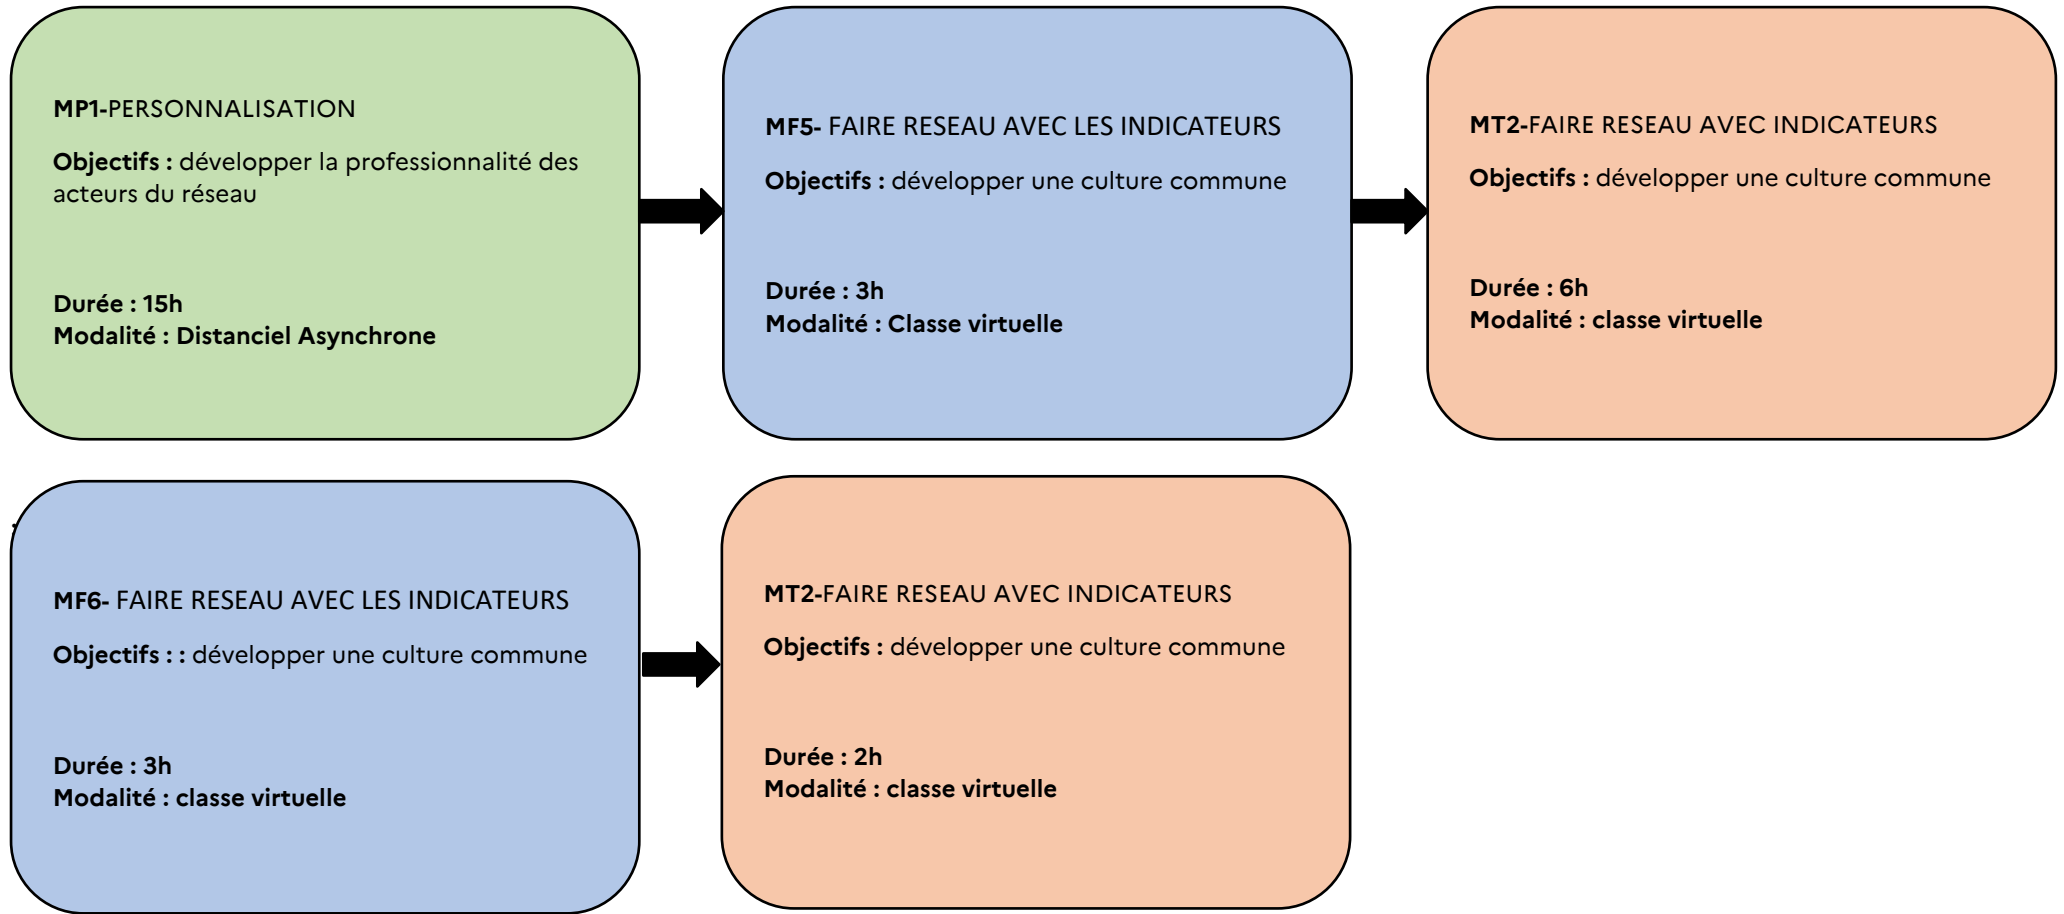 MP1-PERSONNALISATION
Objectifs : développer la professionnalité des
acteurs du réseau
Durée : 15h
Modalité : Distanciel Asynchrone
MF5- FAIRE RESEAU AVEC LES INDICATEURS
Objectifs : développer une culture commune
Durée : 3h
Modalité : Classe virtuelle
MT2-FAIRE RESEAU AVEC INDICATEURS
Objectifs : développer une culture commune
Durée : 6h
Modalité : classe virtuelle
MF6- FAIRE RESEAU AVEC LES INDICATEURS
Objectifs : : développer une culture commune
Durée : 3h
Modalité : classe virtuelle
MT2-FAIRE RESEAU AVEC INDICATEURS
Objectifs : développer une culture commune
Durée : 2h
Modalité : classe virtuelle